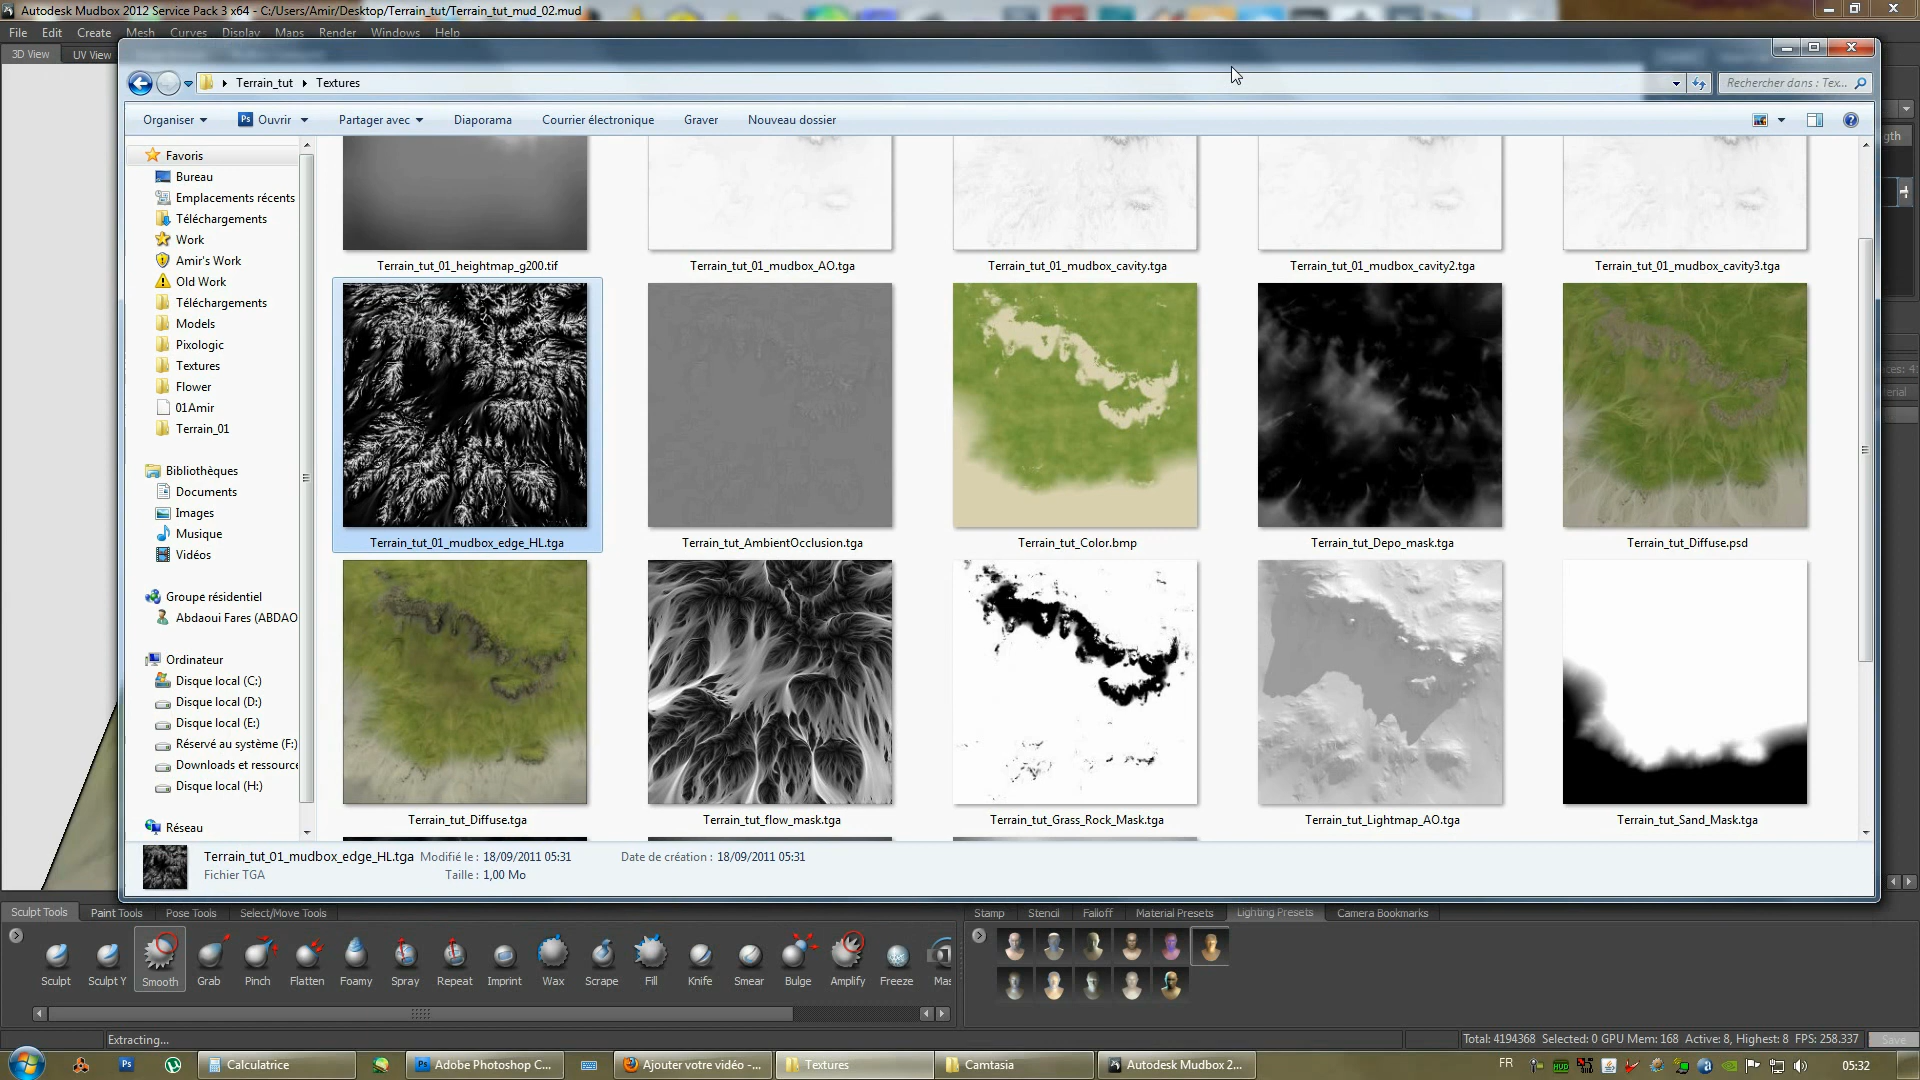 Autodesk Mudbox 2012 Service Pack 3 x64 - C:/Users/Amir/Desktop/Terrain_tut/Terrain_tut_mud_02.mud
File Edit Create Mesh Curves Display Maps Render Windows Help
3D View UV View
Terrain_tut Textures
Rechercher dans : Tex...
Organiser Ouvrir Partager avec Diaporama Courrier électronique Graver Nouveau dossier
gth
Favoris
Bureau
Emplacements récents
Téléchargements
Work
Amir's Work
Old Work
Téléchargements
Models
Pixologic
Textures
Flower
01Amir
Terrain_01
Bibliothèques
Documents
Images
Musique
Vidéos
Groupe résidentiel
Abdaoui Fares (ABDAO
Ordinateur
Disque local (C:)
Disque local (D:)
Disque local (E:)
Réservé au système (F:)
Downloads et ressource
Disque local (H:)
Réseau
Terrain_tut_01_heightmap_g200.tif Terrain_tut_01_mudbox_AO.tga Terrain_tut_01_mudbox_cavity.tga Terrain_tut_01_mudbox_cavity2.tga Terrain_tut_01_mudbox_cavity3.tga
Terrain_tut_01_mudbox_edge_HL.tga Terrain_tut_AmbientOcclusion.tga Terrain_tut_Color.bmp Terrain_tut_Depo_mask.tga Terrain_tut_Diffuse.psd
Terrain_tut_Diffuse.tga Terrain_tut_flow_mask.tga Terrain_tut_Grass_Rock_Mask.tga Terrain_tut_Lightmap_AO.tga Terrain_tut_Sand_Mask.tga
Terrain_tut_01_mudbox_edge_HL.tga Modifié le : 18/09/2011 05:31 Date de création : 18/09/2011 05:31
Fichier TGA Taille : 1,00 Mo
Sculpt Tools Paint Tools Pose Tools Select/Move Tools
Stamp Stencil Falloff Material Presets Lighting Presets Camera Bookmarks
Sculpt Sculpt Y Smooth Grab Pinch Flatten Foamy Spray Repeat Imprint Wax Scrape Fill Knife Smear Bulge Amplify Freeze Mas
Extracting...
Total: 4194368 Selected: 0 GPU Mem: 168 Active: 8, Highest: 8 FPS: 258.337
Save
Calculatrice Adobe Photoshop C... Ajouter votre vidéo -... Textures Camtasia Autodesk Mudbox 2...
FR 05:32